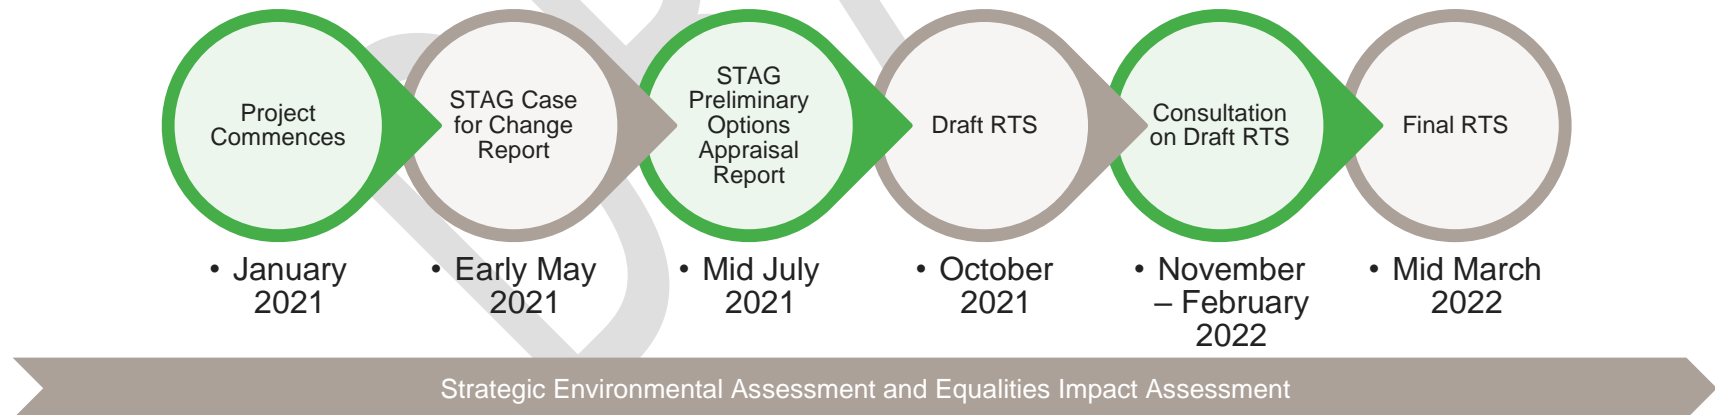 Project
Commences
STAG Case
for Change
Report
STAG
Preliminary
Options
Appraisal
Report
Draft RTS
Consultation
on Draft RTS
Final RTS
• January
2021
• Early May
2021
• Mid July
2021
• October
2021
• November
– February
2022
• Mid March
2022
Strategic Environmental Assessment and Equalities Impact Assessment